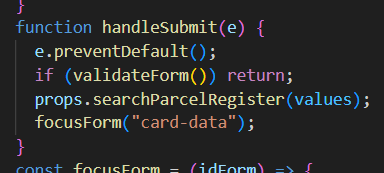 }
function handleSubmit(e) {
e.preventDefault();
if (validateForm()) return;
props.searchParcelRegister(values);
focusForm("card-data");
}
const focusForm = (idForm) => {